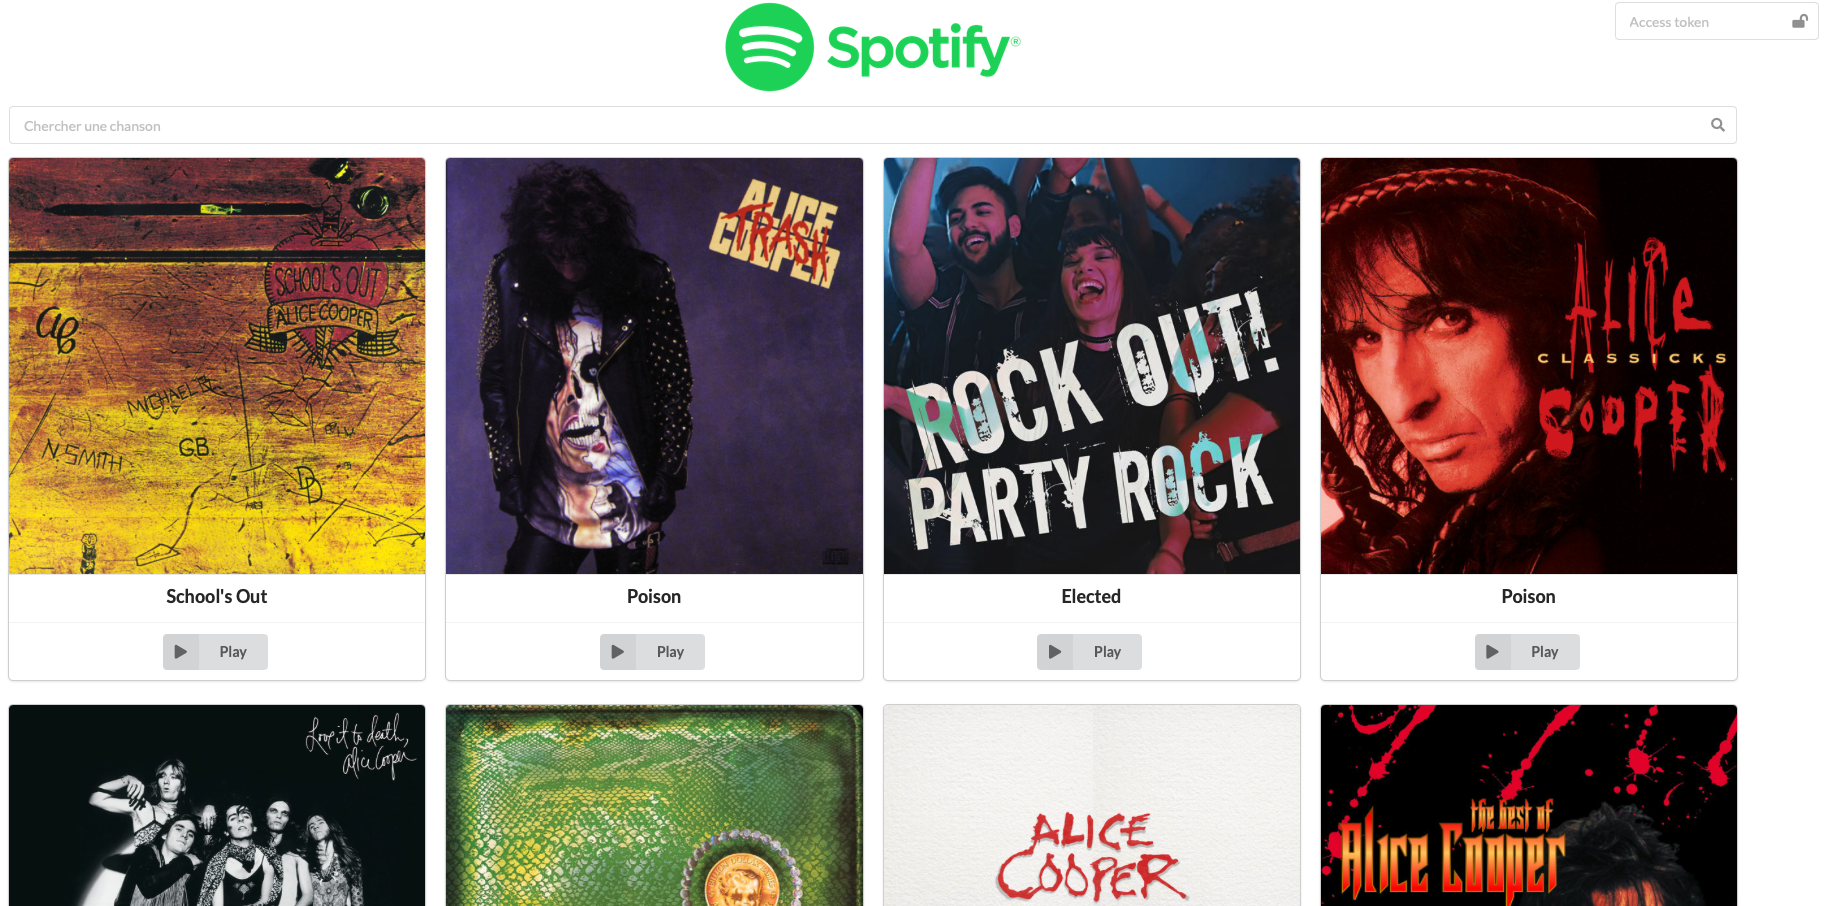 Spotify®
Access token
Chercher une chanson
SCHOOL'S OUT
ALICE COOPER
MICHAEL B
G.B.
N. SMITH
DD
ALICE
TRASH
COOPER
ROCK OUT!
PARTY ROCK
ALICE
CLASSICKS
COOPER
School's Out
Poison
Elected
Poison
Play
Play
Play
Play
Love it to death,
alice cooper
ALICE
COOPER
the best of
Alice Cooper